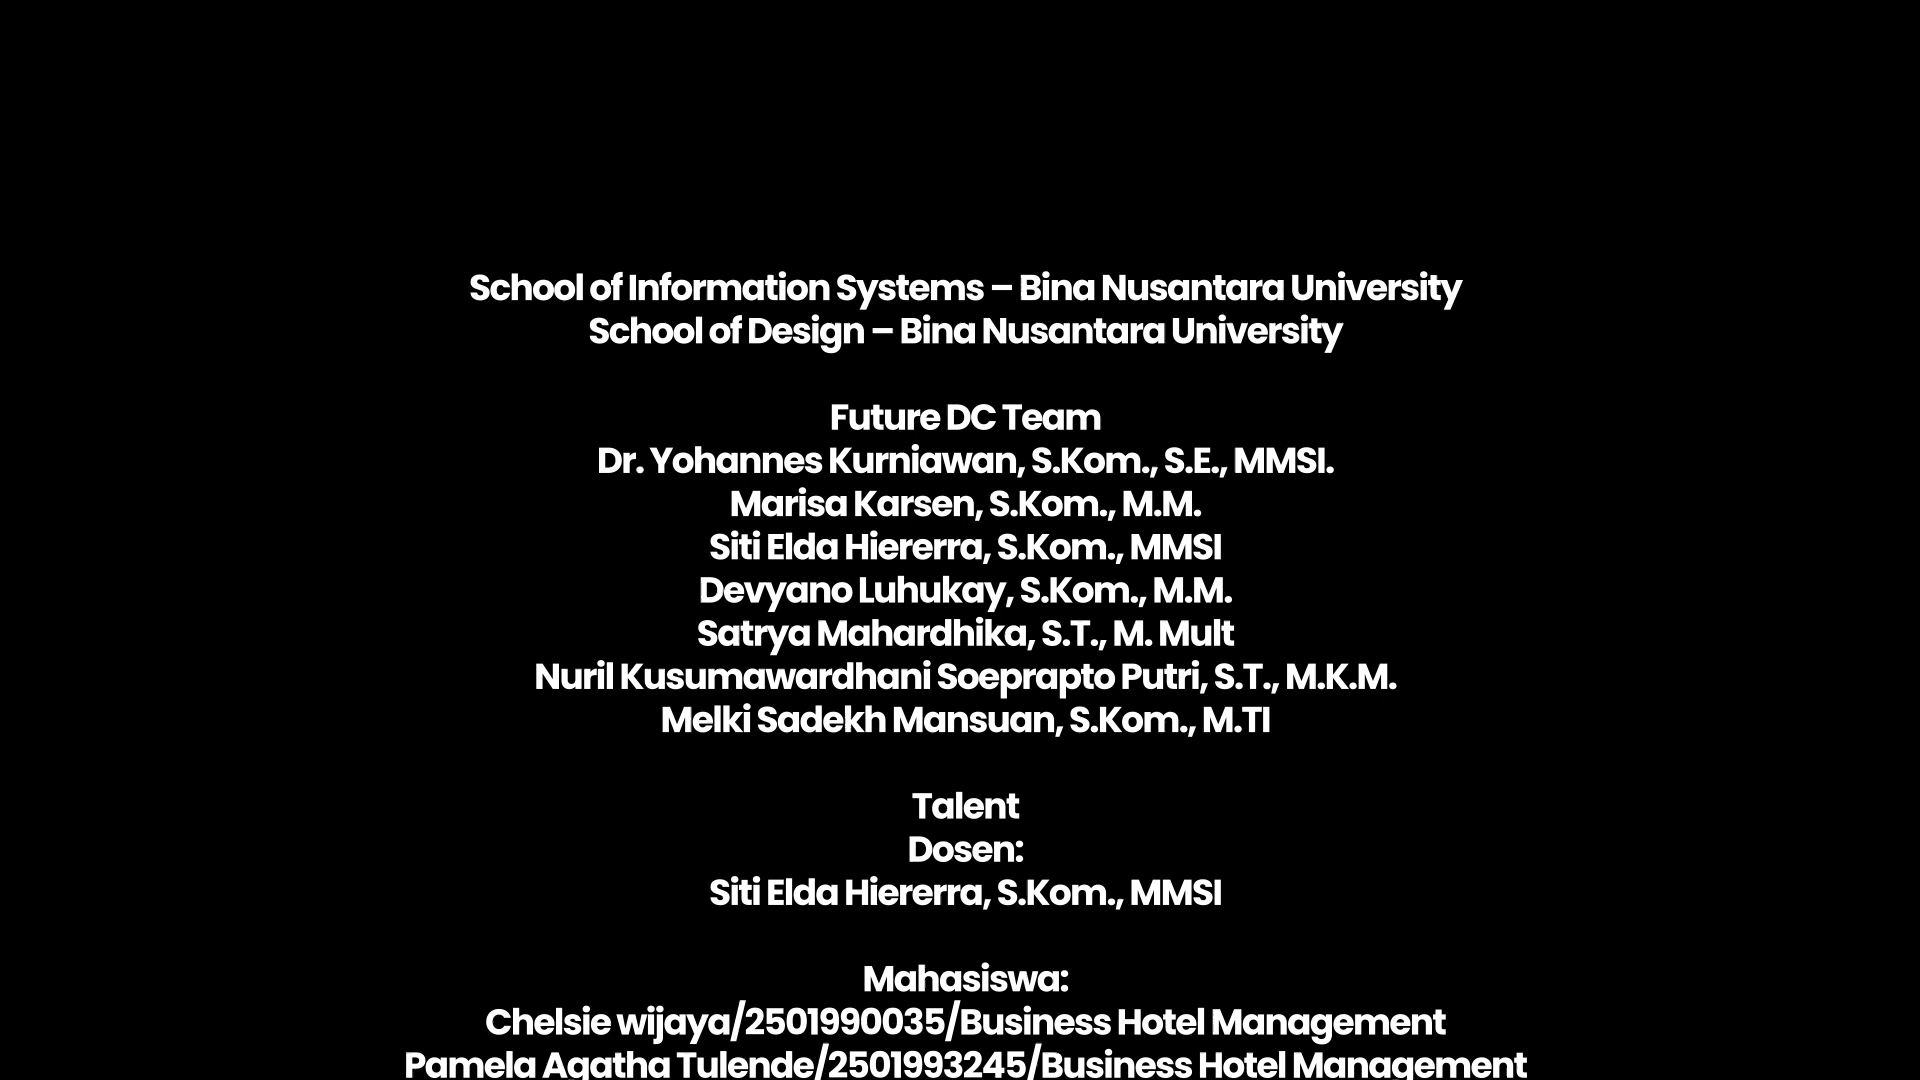 School of Information Systems – Bina Nusantara University
School of Design – Bina Nusantara University
Future DC Team
Dr. Yohannes Kurniawan, S.Kom., S.E., MMSI.
Marisa Karsen, S.Kom., M.M.
Siti Elda Hiererra, S.Kom., MMSI
Devyano Luhukay, S.Kom., M.M.
Satrya Mahardhika, S.T., M. Mult
Nuril Kusumawardhani Soeprapto Putri, S.T., M.K.M.
Melki Sadekh Mansuan, S.Kom., M.TI
Talent
Dosen:
Siti Elda Hiererra, S.Kom., MMSI
Mahasiswa:
Chelsie wijaya/2501990035/Business Hotel Management
Pamela Agatha Tulende/2501993245/Business Hotel Management